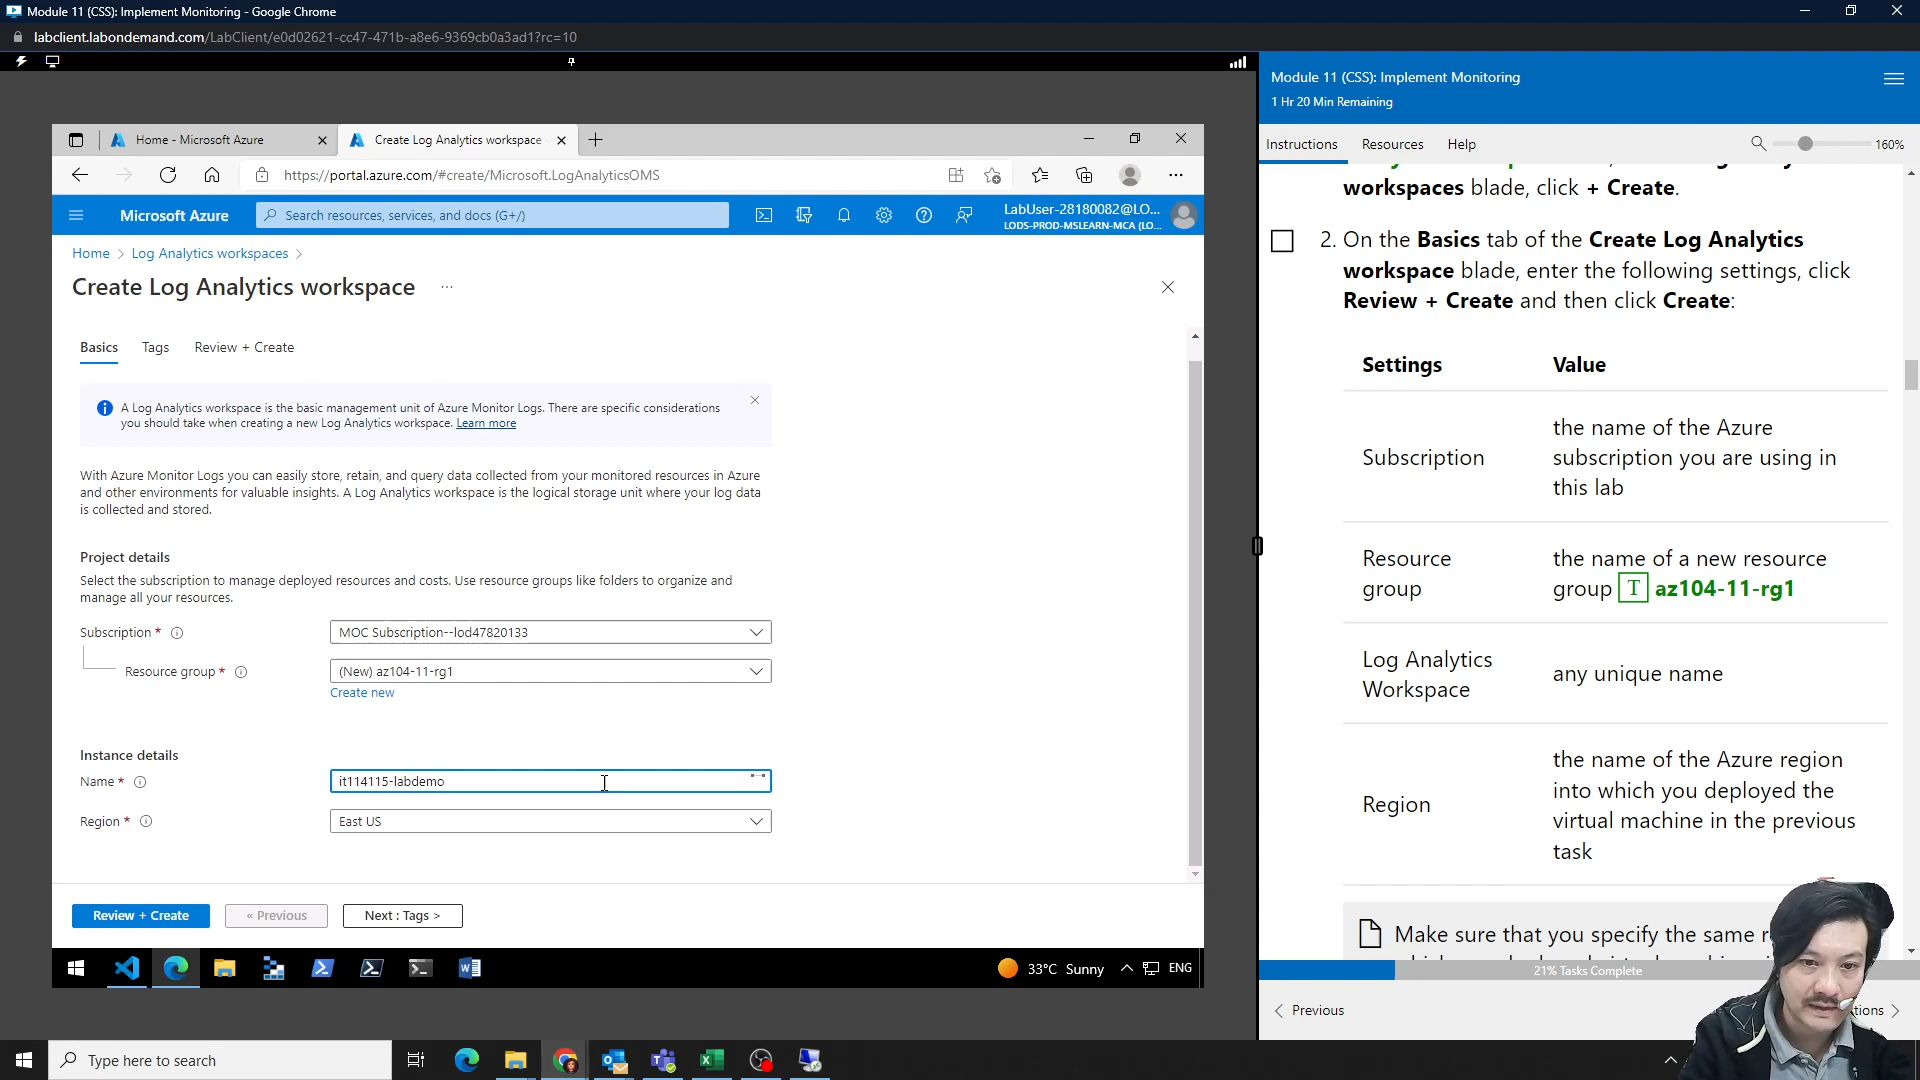 Module 11 (CSS): Implement Monitoring - Google Chrome
labclient.labondemand.com/LabClient/e0d02621-cc47-471b-a8e6-9369cb0a3ad1?rc=10
Home - Microsoft Azure
Create Log Analytics workspace
https://portal.azure.com/#create/Microsoft.LogAnalyticsOMS
Microsoft Azure
Search resources, services, and docs (G+/)
LabUser-28180082@LO...
LODS-PROD-MSLEARN-MCA (LO...
Home > Log Analytics workspaces >
Create Log Analytics workspace ...
Basics
Tags
Review + Create
A Log Analytics workspace is the basic management unit of Azure Monitor Logs. There are specific considerations
you should take when creating a new Log Analytics workspace. Learn more
With Azure Monitor Logs you can easily store, retain, and query data collected from your monitored resources in Azure
and other environments for valuable insights. A Log Analytics workspace is the logical storage unit where your log data
is collected and stored.
Project details
Select the subscription to manage deployed resources and costs. Use resource groups like folders to organize and
manage all your resources.
Subscription *
MOC Subscription--lod47820133
Resource group *
(New) az104-11-rg1
Create new
Instance details
Name *
it114115-labdemo
Region *
East US
Review + Create
« Previous
Next : Tags >
33°C Sunny
ENG
Module 11 (CSS): Implement Monitoring
1 Hr 20 Min Remaining
Instructions
Resources
Help
160%
workspaces blade, click + Create.
2. On the Basics tab of the Create Log Analytics
workspace blade, enter the following settings, click
Review + Create and then click Create:
Settings
Value
Subscription
the name of the Azure
subscription you are using in
this lab
Resource
group
the name of a new resource
group T az104-11-rg1
Log Analytics
Workspace
any unique name
Region
the name of the Azure region
into which you deployed the
virtual machine in the previous
task
Make sure that you specify the same
21% Tasks Complete
Previous
Type here to search